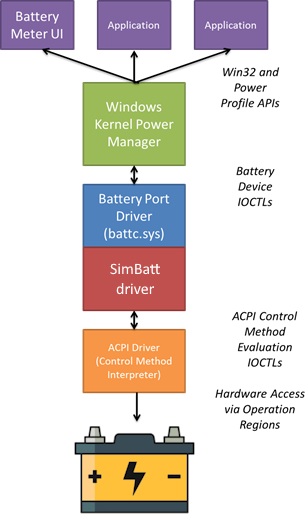 Battery
Meter UI
Application
Application
Win32 and
Power
Profile APIs
Windows
Kernel Power
Manager
Battery
Device
IOCTLs
Battery Port
Driver
(battc.sys)
SimBatt
driver
ACPI Control
Method
Evaluation
IOCTLs
ACPI Driver
(Control Method
Interpreter)
Hardware Access
via Operation
Regions
+ −